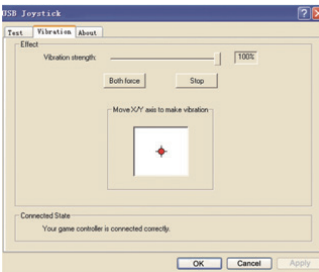 USB Joystick
Test Vibration About
Effect
Vibration strength: 100%
Both force Stop
Move X/Y axis to make vibration
Connected State
Your game controller is connected correctly.
OK Cancel Apply